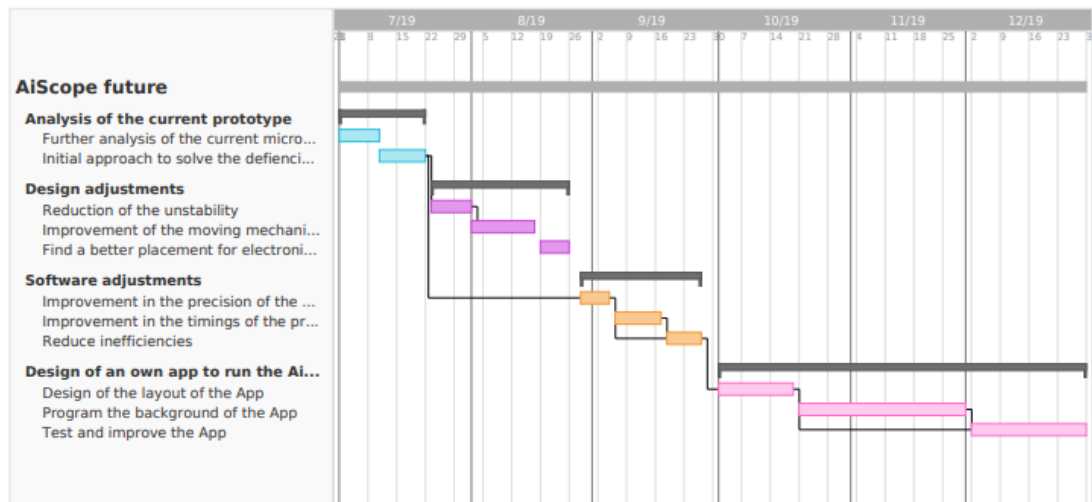 7/19 8/19 9/19 10/19 11/19 12/19
8 15 22 29 5 12 19 26 2 9 16 23 30 7 14 21 28 4 11 18 25 2 9 16 23
AiScope future
Analysis of the current prototype
Further analysis of the current micro...
Initial approach to solve the defienci...
Design adjustments
Reduction of the unstability
Improvement of the moving mechani...
Find a better placement for electroni...
Software adjustments
Improvement in the precision of the ...
Improvement in the timings of the pr...
Reduce inefficiencies
Design of an own app to run the Ai...
Design of the layout of the App
Program the background of the App
Test and improve the App